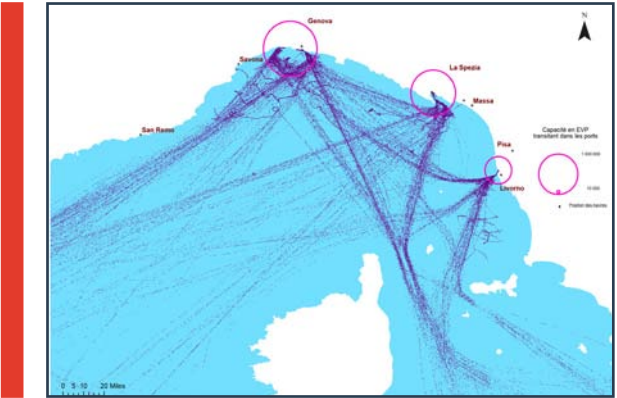 N
Genova
Savona
La Spezia
Massa
San Remo
Capacité en EVP
transitant dans les ports
Pisa
1 000 000
10 000
Livorno
Position des navires
0 5 10 20 Miles